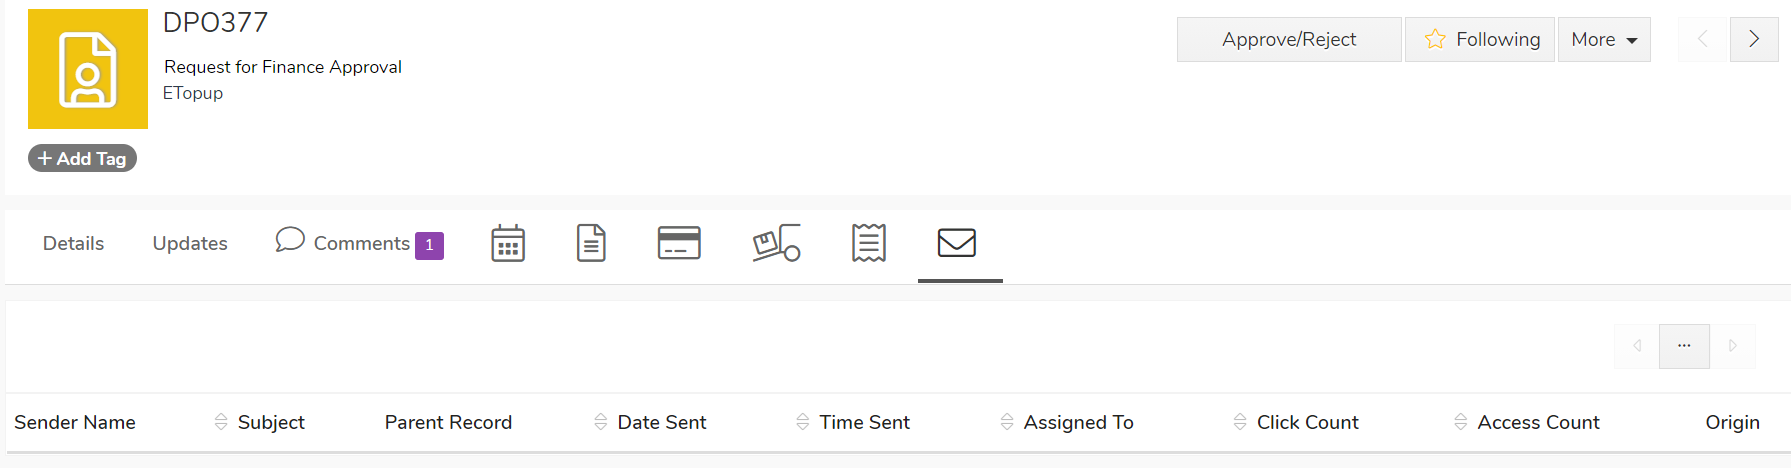 DPO377
Request for Finance Approval
ETopup
+ Add Tag
Approve/Reject
Following
More
Details
Updates
Comments 1
...
Sender Name Subject Parent Record Date Sent Time Sent Assigned To Click Count Access Count Origin